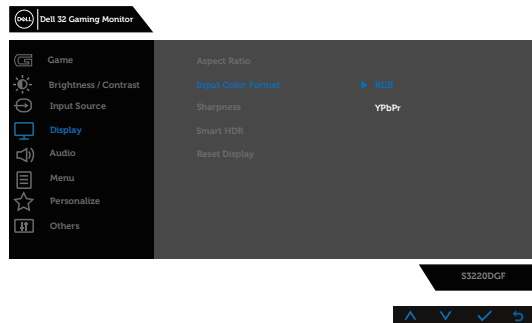 DELL
Dell 32 Gaming Monitor
Game
Brightness / Contrast
Input Source
Display
Audio
Menu
Personalize
Others
Aspect Ratio
Input Color Format
Sharpness
Smart HDR
Reset Display
RGB
YPbPr
S3220DGF